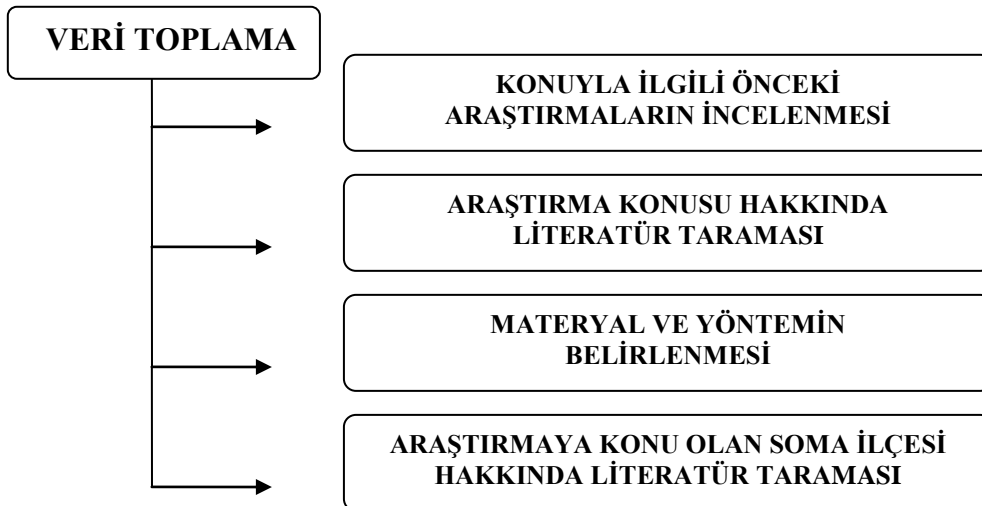 VERİ TOPLAMA
KONUYLA İLGİLİ ÖNCEKİ
ARAŞTIRMALARIN İNCELENMESİ
ARAŞTIRMA KONUSU HAKKINDA
LİTERATÜR TARAMASI
MATERYAL VE YÖNTEMİN
BELİRLENMESİ
ARAŞTIRMAYA KONU OLAN SOMA İLÇESİ
HAKKINDA LİTERATÜR TARAMASI